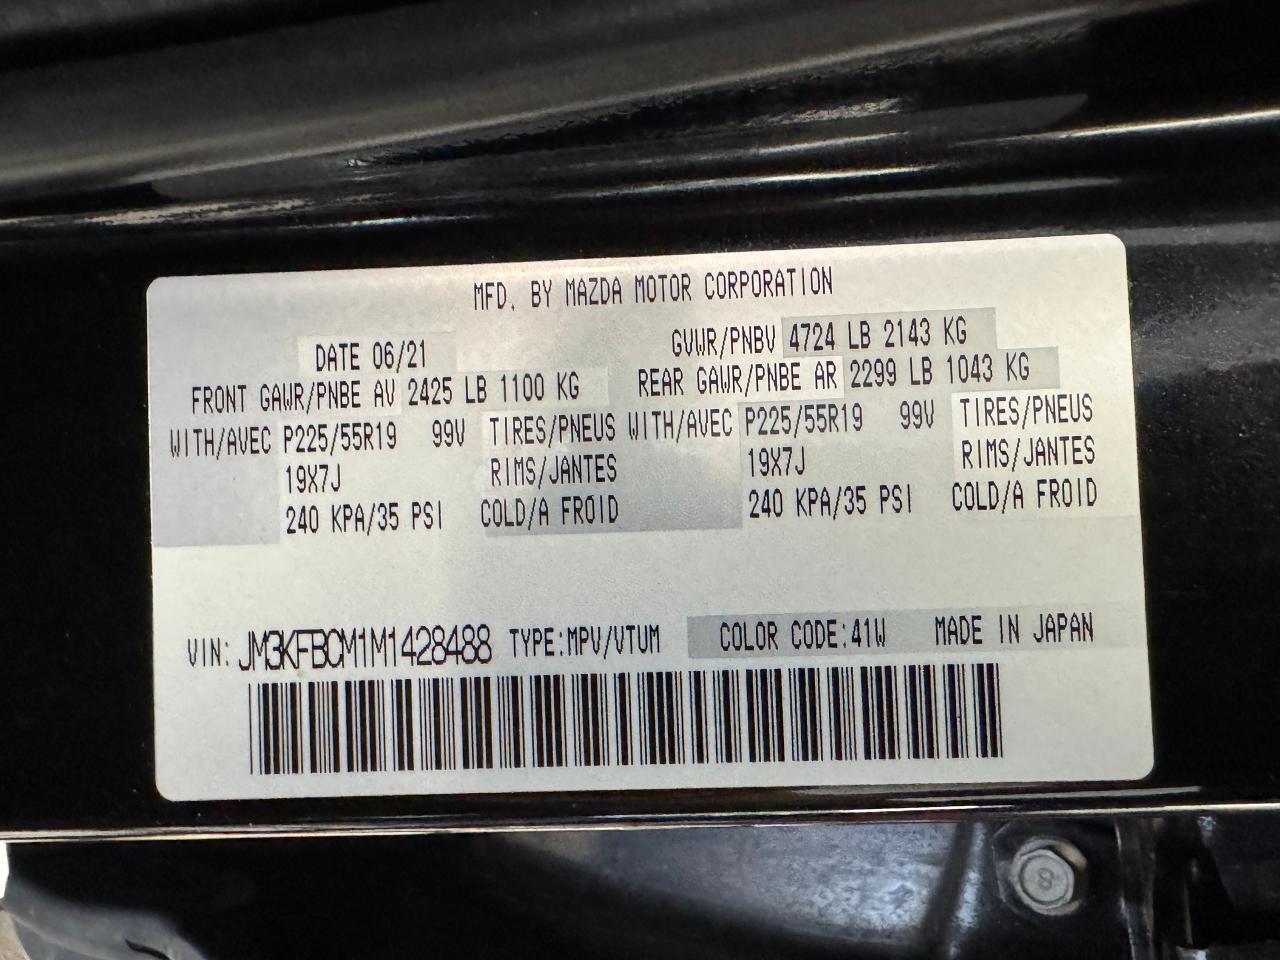 MFD. BY MAZDA MOTOR CORPORATION
DATE 06/21 GVWR/PNBV 4724 LB 2143 KG
FRONT GAWR/PNBE AV 2425 LB 1100 KG REAR GAWR/PNBE AR 2299 LB 1043 KG
WITH/AVEC P225/55R19 99V TIRES/PNEUS WITH/AVEC P225/55R19 99V TIRES/PNEUS
19X7J RIMS/JANTES 19X7J RIMS/JANTES
240 KPA/35 PSI COLD/A FROID 240 KPA/35 PSI COLD/A FROID
VIN: JM3KFBCM1M1428488 TYPE:MPV/VTUM COLOR CODE:41W MADE IN JAPAN
8